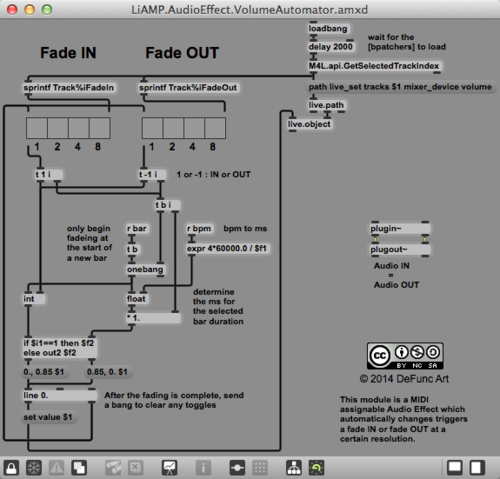 LiAMP.AudioEffect.VolumeAutomator.amxd
Fade IN
Fade OUT
loadbang
delay 2000
wait for the
[bpatchers] to load
M4L.api.GetSelectedTrackIndex
sprintf Track%iFadeIn
sprintf Track%iFadeOut
path live_set tracks $1 mixer_device volume
live.path
live.object
1 2 4 8
1 2 4 8
t 1 i
t -1 i
1 or -1 : IN or OUT
t b i
only begin
fadeing at
the start of
a new bar
r bar
t b
onebang
r bpm
bpm to ms
expr 4*60000.0 / $f1
plugin~
plugout~
Audio IN
=
Audio OUT
int
float
* 1.
determine
the ms for
the selected
bar duration
if $i1==1 then $f2
else out2 $f2
0., 0.85 $1
0.85, 0. $1
line 0.
After the fading is complete, send
a bang to clear any toggles
set value $1
cc
BY NC SA
© 2014 DeFunc Art
This module is a MIDI
assignable Audio Effect which
automatically changes triggers
a fade IN or fade OUT at a
certain resolution.